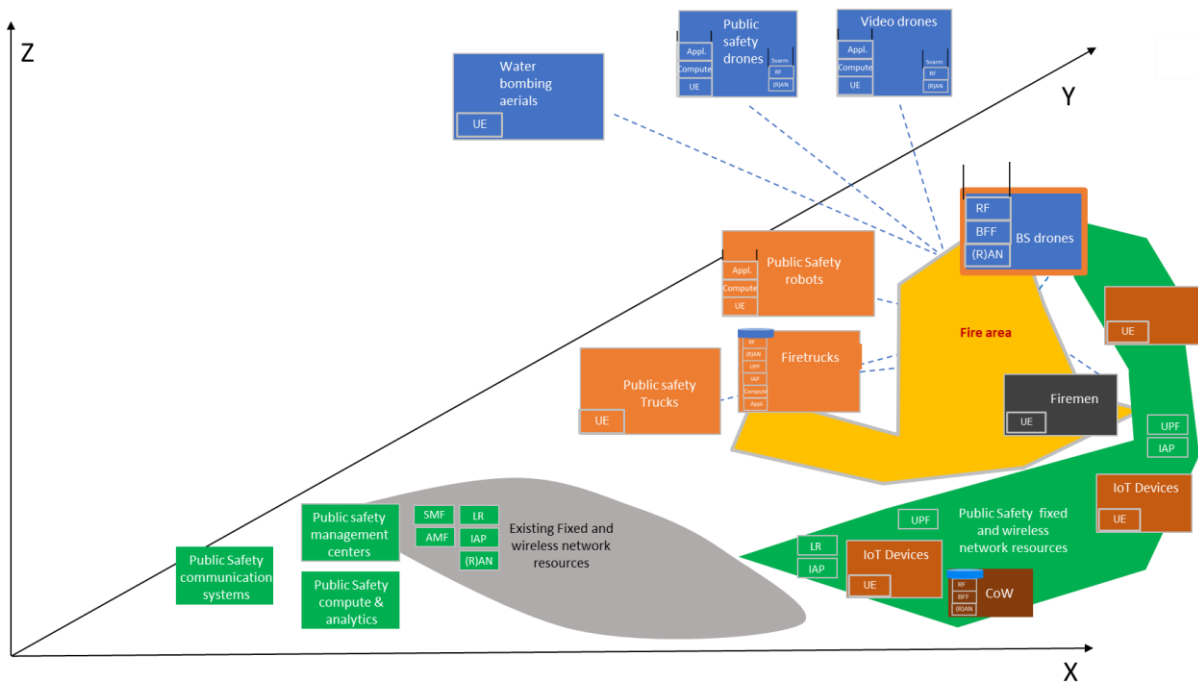 Z
Y
X
Water
bombing
aerials
UE
Public
safety
drones
Appl.
Compute
UE
Svarm
RF
(R)AN
Video drones
Appl.
Compute
UE
Svarm
RF
(R)AN
RF
BFF
(R)AN
BS drones
Public Safety
robots
Appl.
Compute
UE
Fire area
UE
Public safety
Trucks
UE
Firetrucks
RF
(R)AN
UPF
IAP
Compute
Appl.
Firemen
UE
UPF
IAP
IoT Devices
UE
Public Safety fixed
and wireless
network resources
UPF
LR
IAP
IoT Devices
UE
CoW
RF
BFF
(R)AN
Existing Fixed and
wireless network
resources
SMF
AMF
LR
IAP
(R)AN
Public safety
management
centers
Public Safety
communication
systems
Public Safety
compute &
analytics